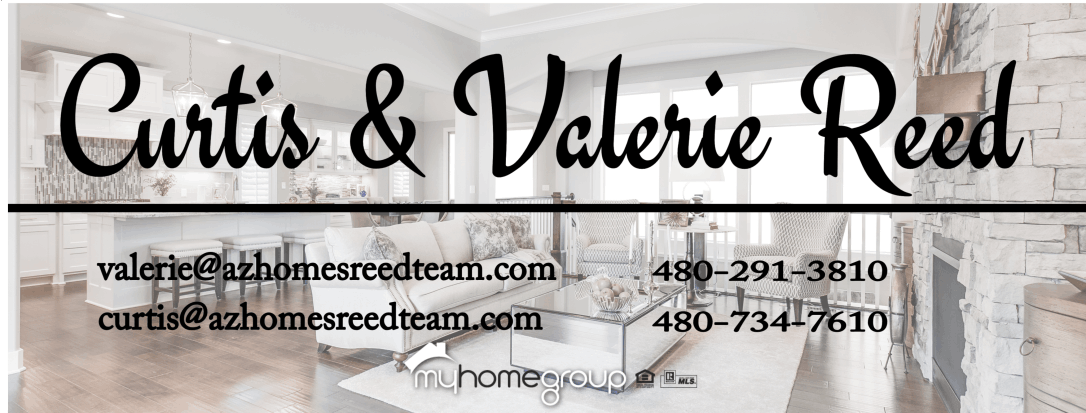 Curtis & Valerie Reed
valerie@azhomesreedteam.com 480-291-3810
curtis@azhomesreedteam.com 480-734-7610
myhomegroup MLS